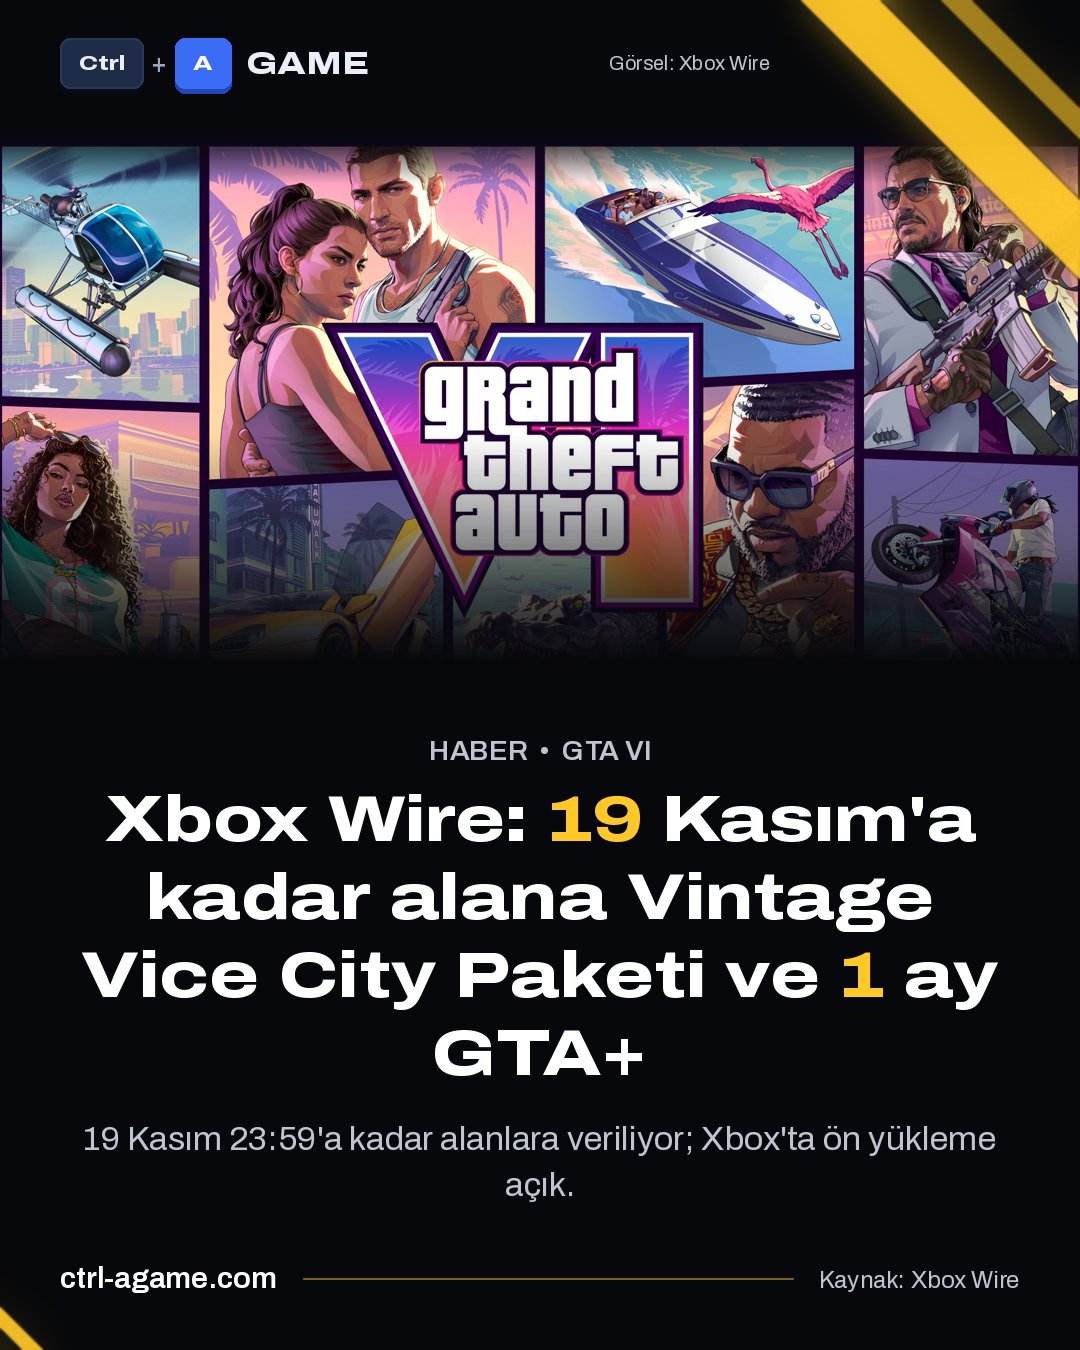 Ctrl + A GAME
Görsel: Xbox Wire
VI
grand
theft
auto
HABER • GTA VI
Xbox Wire: 19 Kasım'a
kadar alana Vintage
Vice City Paketi ve 1 ay
GTA+
19 Kasım 23:59'a kadar alanlara veriliyor; Xbox'ta ön yükleme
açık.
ctrl-agame.com
Kaynak: Xbox Wire